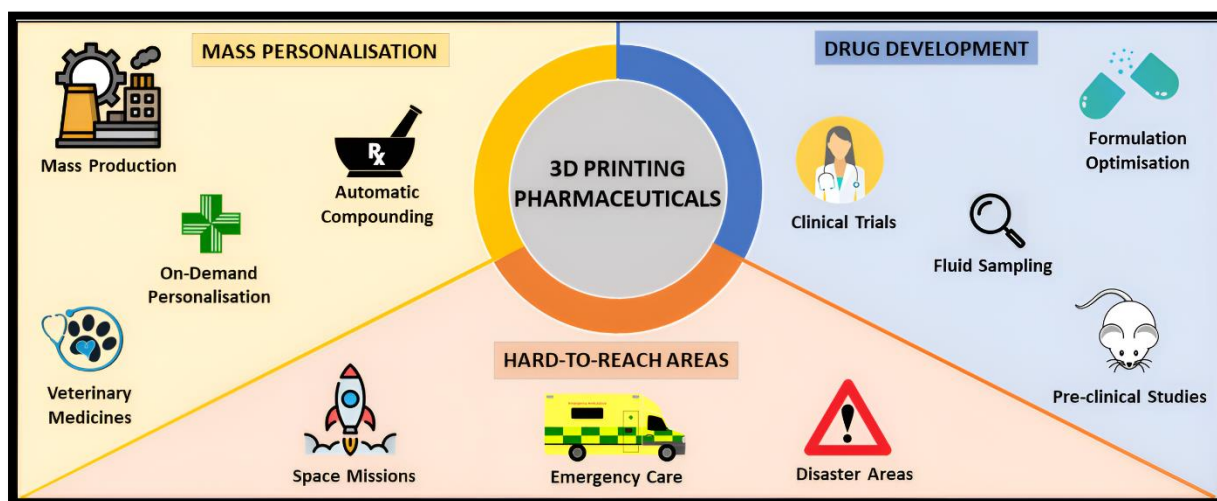 MASS PERSONALISATION
Mass Production
Rx
Automatic
Compounding
On-Demand
Personalisation
Veterinary
Medicines
3D PRINTING
PHARMACEUTICALS
DRUG DEVELOPMENT
Formulation
Optimisation
Clinical Trials
Fluid Sampling
Pre-clinical Studies
HARD-TO-REACH AREAS
Space Missions
Emergency Care
Disaster Areas